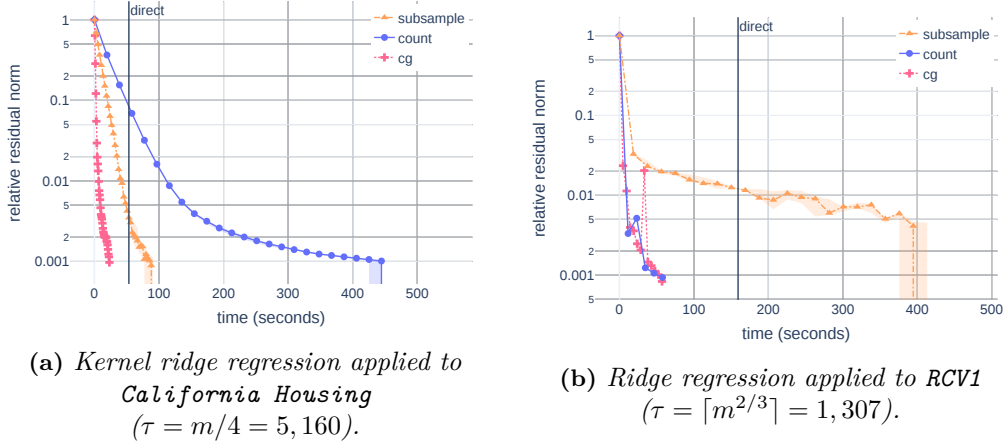 direct
subsample
count
cg
1
5
2
0.1
5
2
0.01
5
2
0.001
5
relative residual norm
0
100
200
300
400
500
time (seconds)
(a) Kernel ridge regression applied to
California Housing
(τ = m/4 = 5, 160).
direct
subsample
count
cg
1
5
2
0.1
5
2
0.01
5
2
0.001
5
relative residual norm
0
100
200
300
400
500
time (seconds)
(b) Ridge regression applied to RCV1
(τ = ⌈m^{2/3}⌉ = 1, 307).